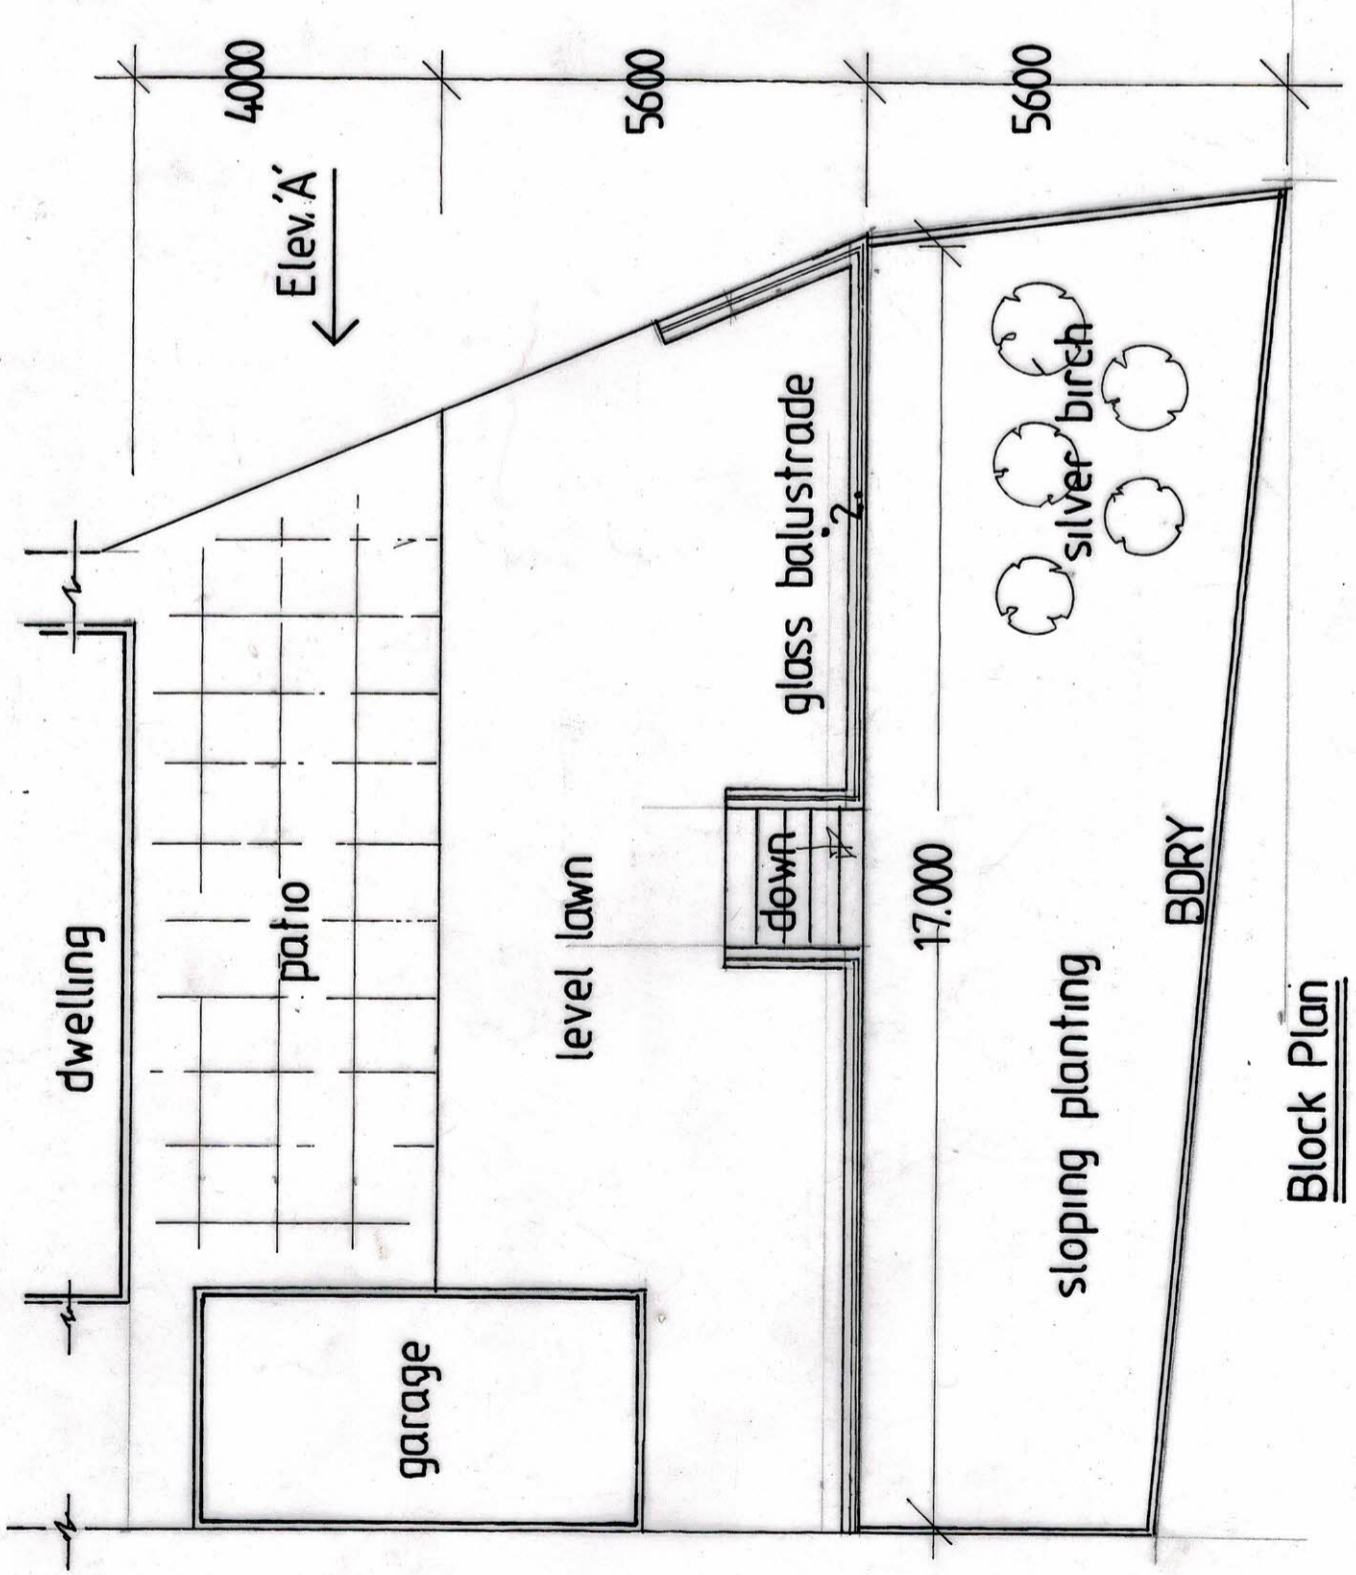 4000
5600
5600
Elev.'A'
dwelling
patio
level lawn
glass balustrade
?
down
garage
17.000
silver birch
sloping planting
BDRY
Block Plan